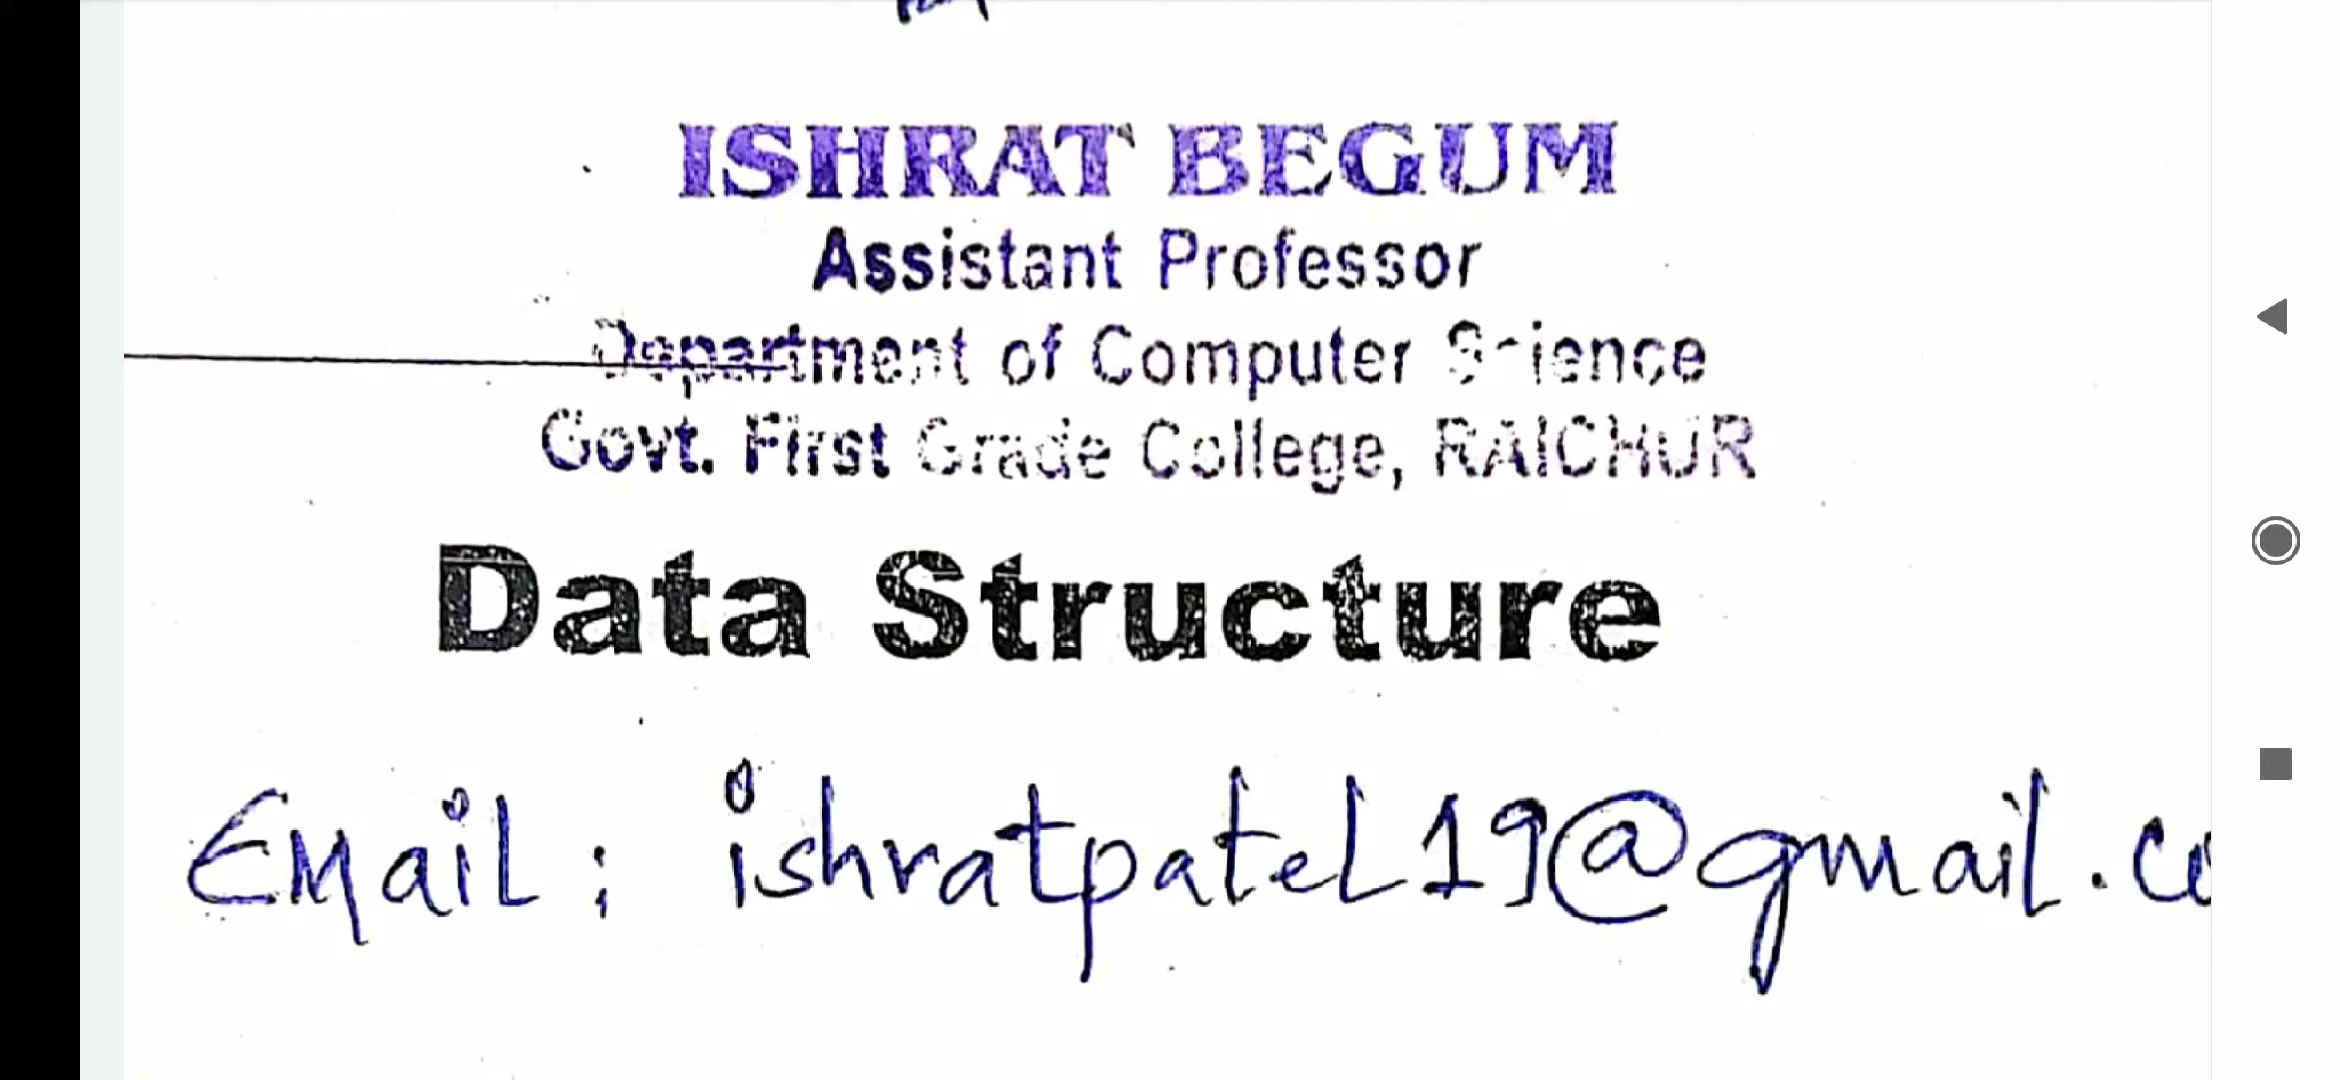 ISHRAT BEGUM
Assistant Professor
Department of Computer Science
Govt. First Grade College, RAICHUR
Data Structure
Email : ishratpatel19@gmail.co